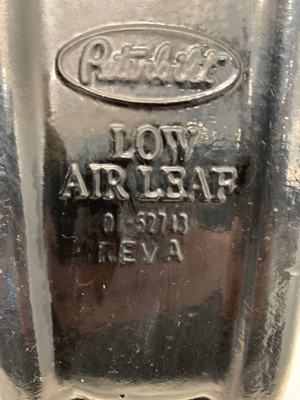 Peterbilt
LOW
AIR LEAF
01-52743
REV A